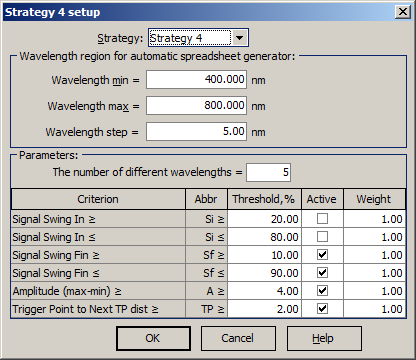 Strategy 4 setup
Strategy: Strategy 4
Wavelength region for automatic spreadsheet generator:
Wavelength min = 400.000 nm
Wavelength max = 800.000 nm
Wavelength step = 5.00 nm
Parameters:
The number of different wavelengths = 5
Criterion Abbr Threshold,% Active Weight
Signal Swing In ≥ Si ≥ 20.00 1.00
Signal Swing In ≤ Si ≤ 80.00 1.00
Signal Swing Fin ≥ Sf ≥ 10.00 1.00
Signal Swing Fin ≤ Sf ≤ 90.00 1.00
Amplitude (max-min) ≥ A ≥ 4.00 1.00
Trigger Point to Next TP dist ≥ TP ≥ 2.00 1.00
OK Cancel Help